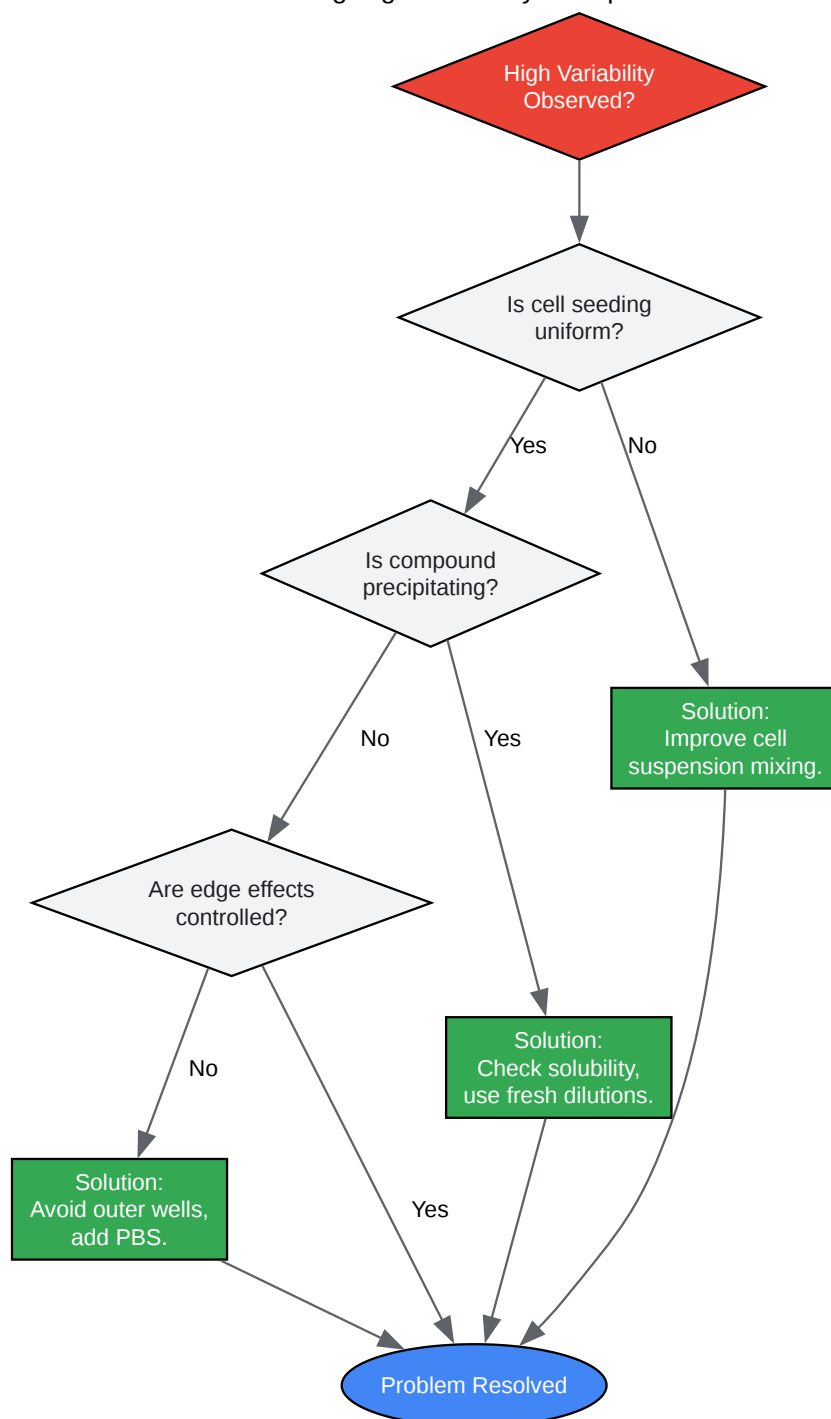 High Variability
Observed?
Is cell seeding
uniform?
Yes
No
Is compound
precipitating?
Solution:
Improve cell
suspension mixing.
No
Yes
Are edge effects
controlled?
Solution:
Check solubility,
use fresh dilutions.
No
Solution:
Avoid outer wells,
add PBS.
Yes
Problem Resolved